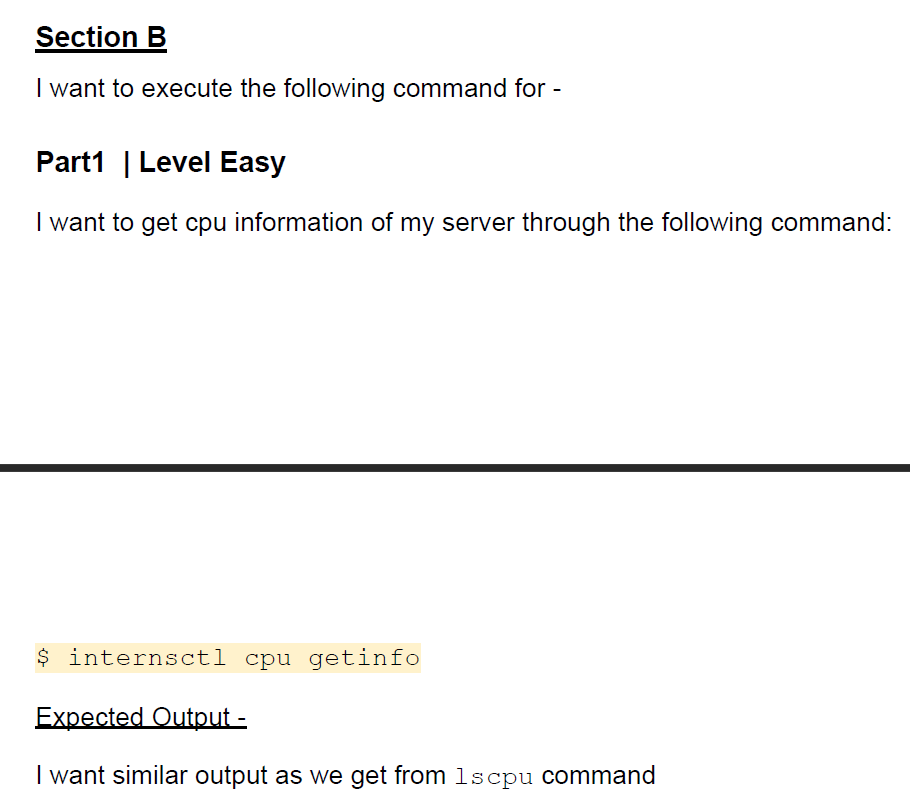 Section B
I want to execute the following command for -
Part1 | Level Easy
I want to get cpu information of my server through the following command:
$ internsctl cpu getinfo
Expected Output -
I want similar output as we get from lscpu command